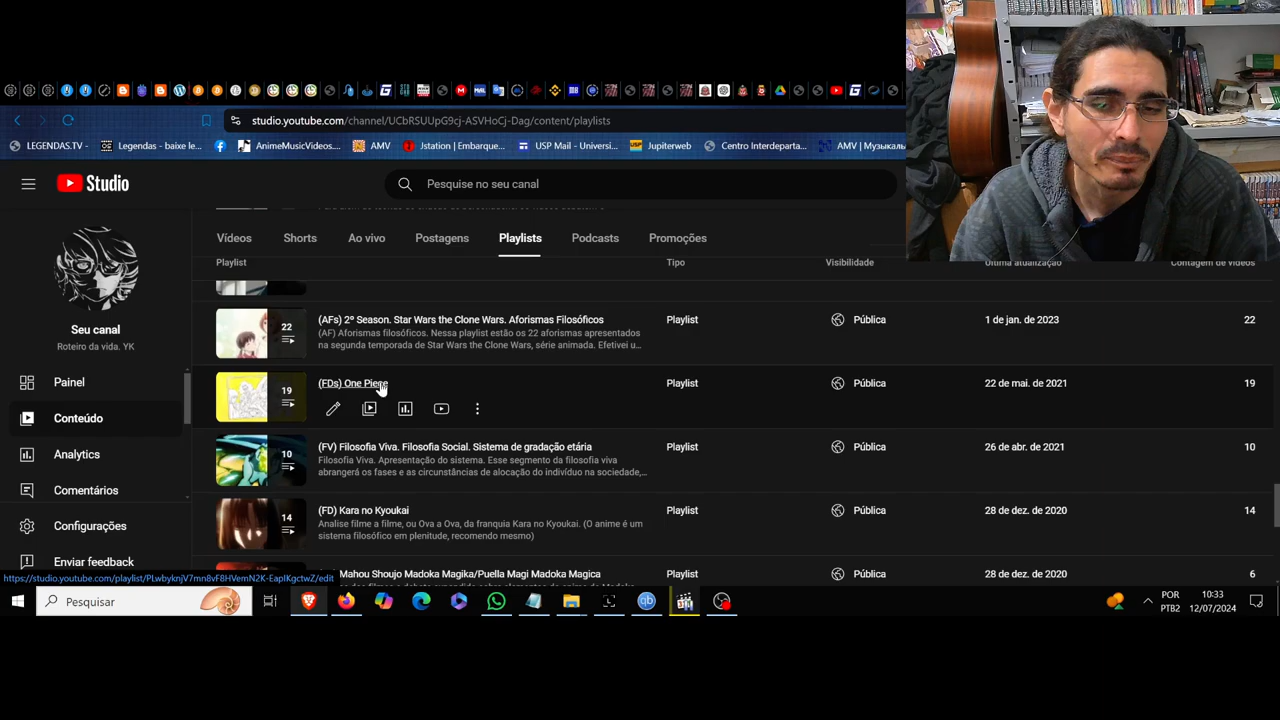 studio.youtube.com/channel/UCbRSUUpG9cj-ASVHoCj-Dag/content/playlists
LEGENDAS.TV -
Legendas - baixe le...
AnimeMusicVideos....
AMV
Jstation | Embarque...
USP Mail - Universi...
Jupiterweb
Centro Interdeparta...
AMV | Музыкаль
Studio
Pesquise no seu canal
Vídeos
Shorts
Ao vivo
Postagens
Playlists
Podcasts
Promoções
Playlist
Tipo
Visibilidade
Última atualização
Contagem de vídeos
Seu canal
Roteiro da vida. YK
Painel
Conteúdo
Analytics
Comentários
Configurações
Enviar feedback
22
(AFs) 2º Season. Star Wars the Clone Wars. Aforismas Filosóficos
(AF) Aforismas filosóficos. Nessa playlist estão os 22 aforismas apresentados
na segunda temporada de Star Wars the Clone Wars, série animada. Efetivei u...
Playlist
Pública
1 de jan. de 2023
22
19
(FDs) One Piece
Playlist
Pública
22 de mai. de 2021
19
10
(FV) Filosofia Viva. Filosofia Social. Sistema de gradação etária
Filosofia Viva. Apresentação do sistema. Esse segmento da filosofia viva
abrangerá os fases e as circunstâncias de alocação do indivíduo na sociedade,...
Playlist
Pública
26 de abr. de 2021
10
14
(FD) Kara no Kyoukai
Analise filme a filme, ou Ova a Ova, da franquia Kara no Kyoukai. (O anime é um
sistema filosófico em plenitude, recomendo mesmo)
Playlist
Pública
28 de dez. de 2020
14
Mahou Shoujo Madoka Magika/Puella Magi Madoka Magica
Playlist
Pública
28 de dez. de 2020
6
https://studio.youtube.com/playlist/PLwbyknjV7mn8vF8HVemN2K-EapIKgctwZ/edit
Pesquisar
POR
PTB2
10:33
12/07/2024